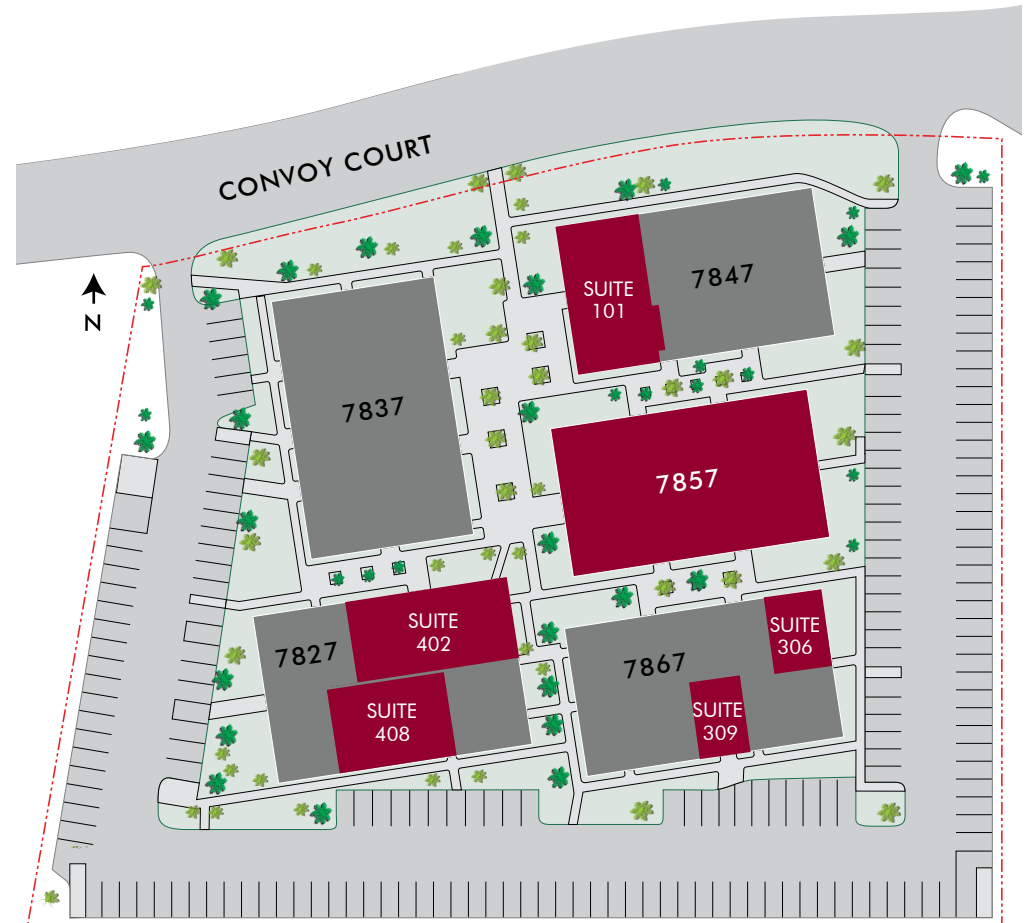 CONVOY COURT
N
7847
SUITE
101
7837
7857
SUITE
402
7827
SUITE
408
7867
SUITE
306
SUITE
309